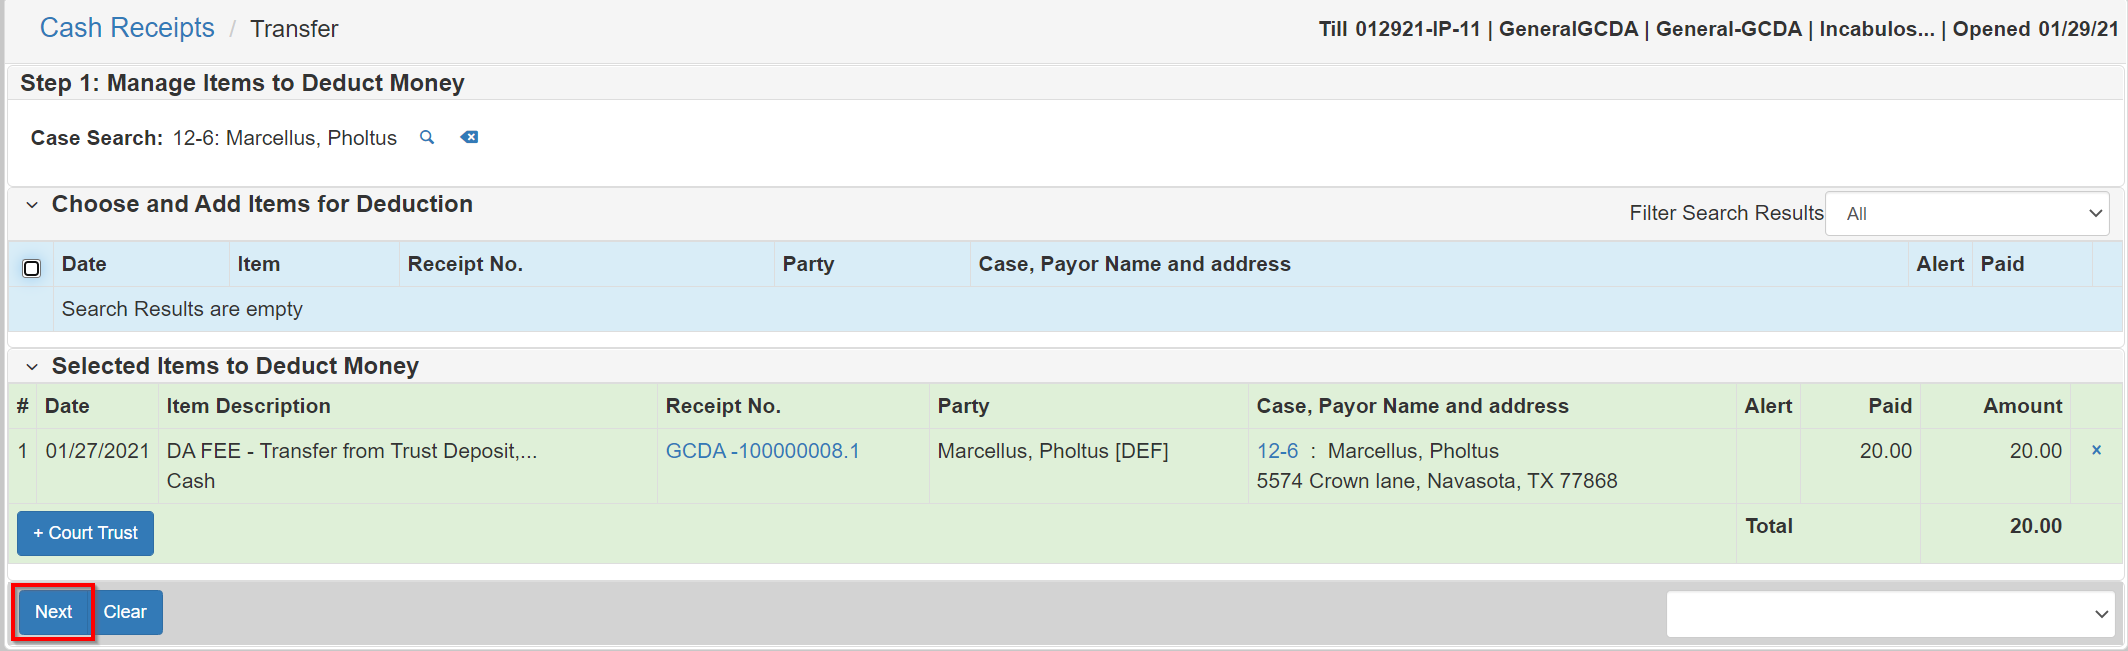 Cash Receipts / Transfer
Till 012921-IP-11 | GeneralGCDA | General-GCDA | Incabulos... | Opened 01/29/21
Step 1: Manage Items to Deduct Money
Case Search: 12-6: Marcellus, Pholtus
Choose and Add Items for Deduction
Filter Search Results All
Date Item Receipt No. Party Case, Payor Name and address Alert Paid
Search Results are empty
Selected Items to Deduct Money
# Date Item Description Receipt No. Party Case, Payor Name and address Alert Paid Amount
1 01/27/2021 DA FEE - Transfer from Trust Deposit,... GCDA -100000008.1 Marcellus, Pholtus [DEF] 12-6 : Marcellus, Pholtus 20.00 20.00 ×
Cash 5574 Crown lane, Navasota, TX 77868
+ Court Trust Total 20.00
Next Clear